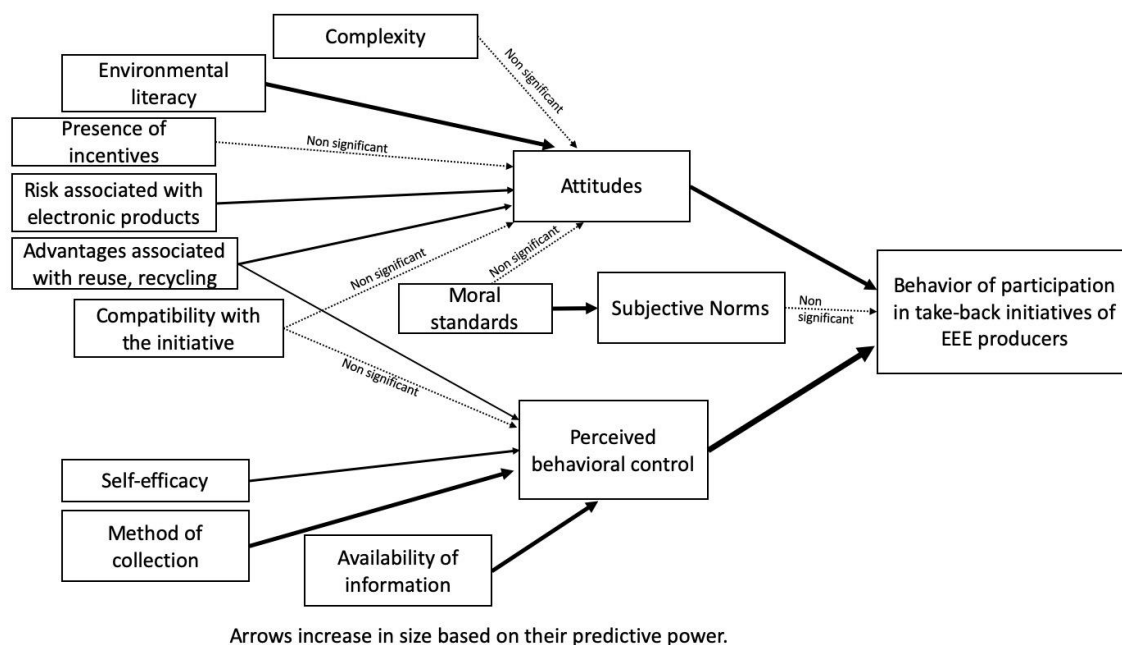 Complexity
Non significant
Environmental
literacy
Presence of
incentives
Non significant
Risk associated with
electronic products
Attitudes
Advantages associated
with reuse, recycling
Non significant
Non significant
Compatibility with
the initiative
Moral
standards
Subjective Norms
Non
significant
Behavior of participation
in take-back initiatives of
EEE producers
Non significant
Perceived
behavioral control
Self-efficacy
Method of
collection
Availability of
information
Arrows increase in size based on their predictive power.